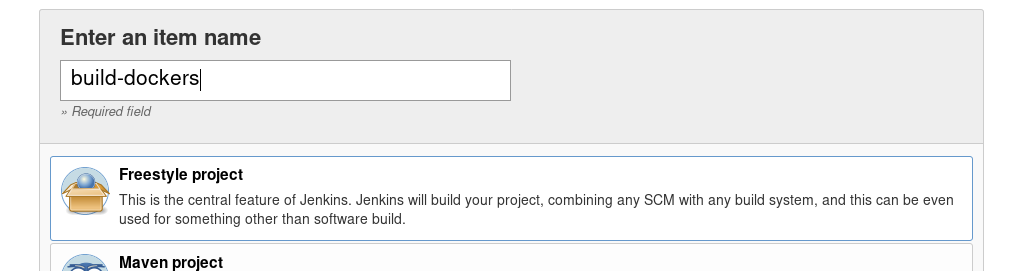 Enter an item name
build-dockers
» Required field
Freestyle project
This is the central feature of Jenkins. Jenkins will build your project, combining any SCM with any build system, and this can be even
used for something other than software build.
Maven project